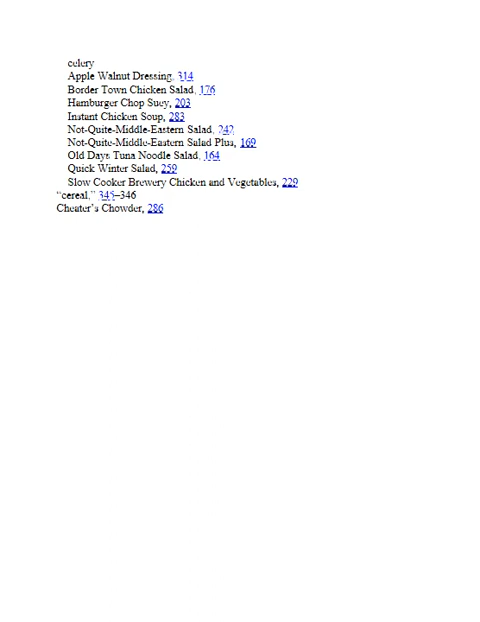 celery
Apple Walnut Dressing, 314
Border Town Chicken Salad, 176
Hamburger Chop Suey, 203
Instant Chicken Soup, 283
Not-Quite-Middle-Eastern Salad, 242
Not-Quite-Middle-Eastern Salad Plus, 169
Old Days Tuna Noodle Salad, 164
Quick Winter Salad, 259
Slow Cooker Brewery Chicken and Vegetables, 229
“cereal,” 345–346
Cheater’s Chowder, 286